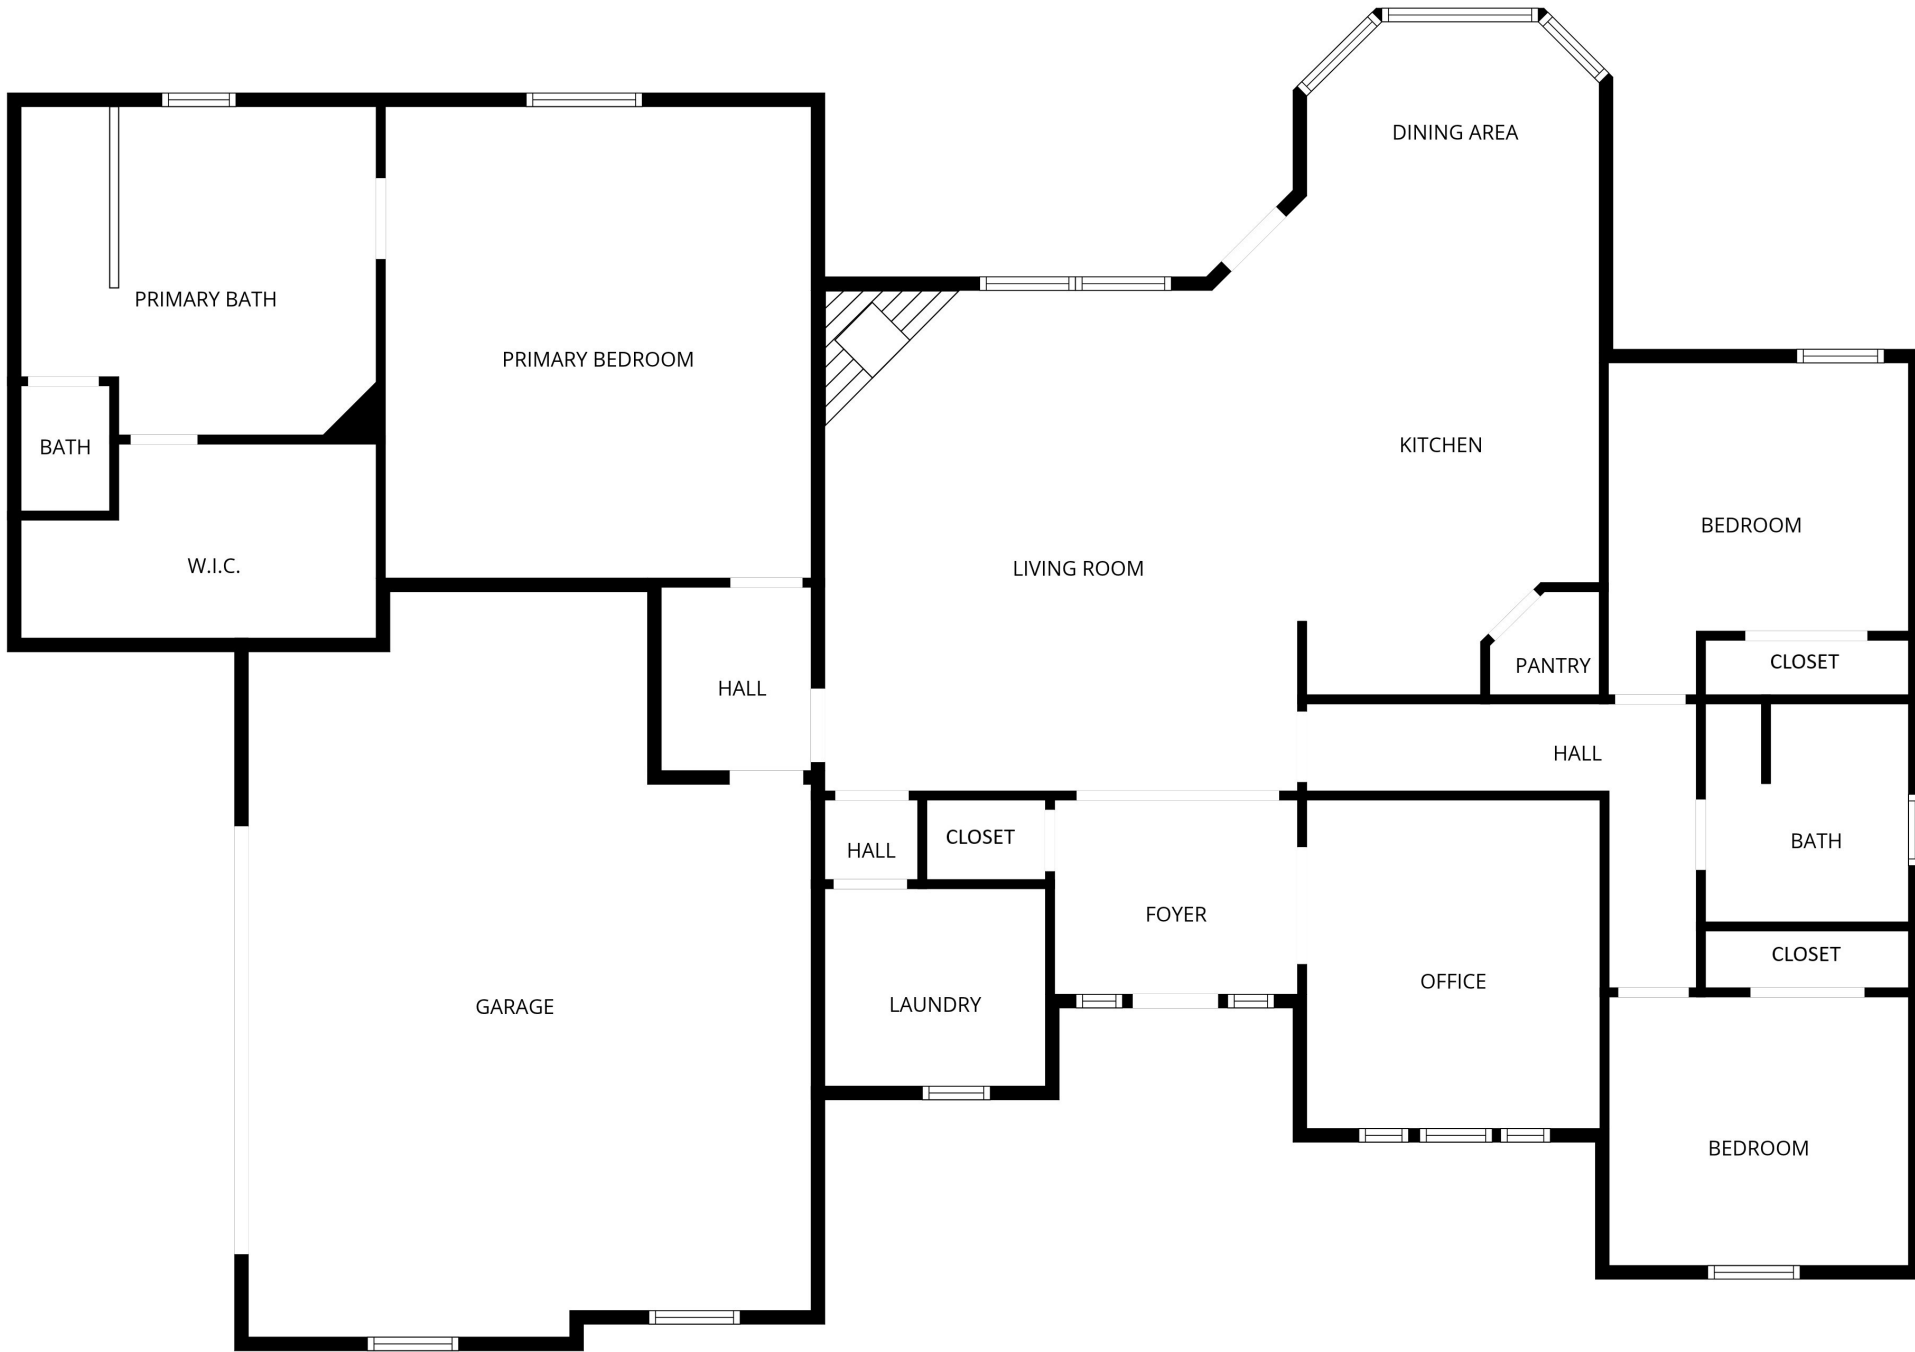 DINING AREA
PRIMARY BATH
PRIMARY BEDROOM
BATH
KITCHEN
BEDROOM
W.I.C.
LIVING ROOM
HALL
PANTRY
CLOSET
HALL
HALL
CLOSET
BATH
FOYER
CLOSET
GARAGE
LAUNDRY
OFFICE
BEDROOM